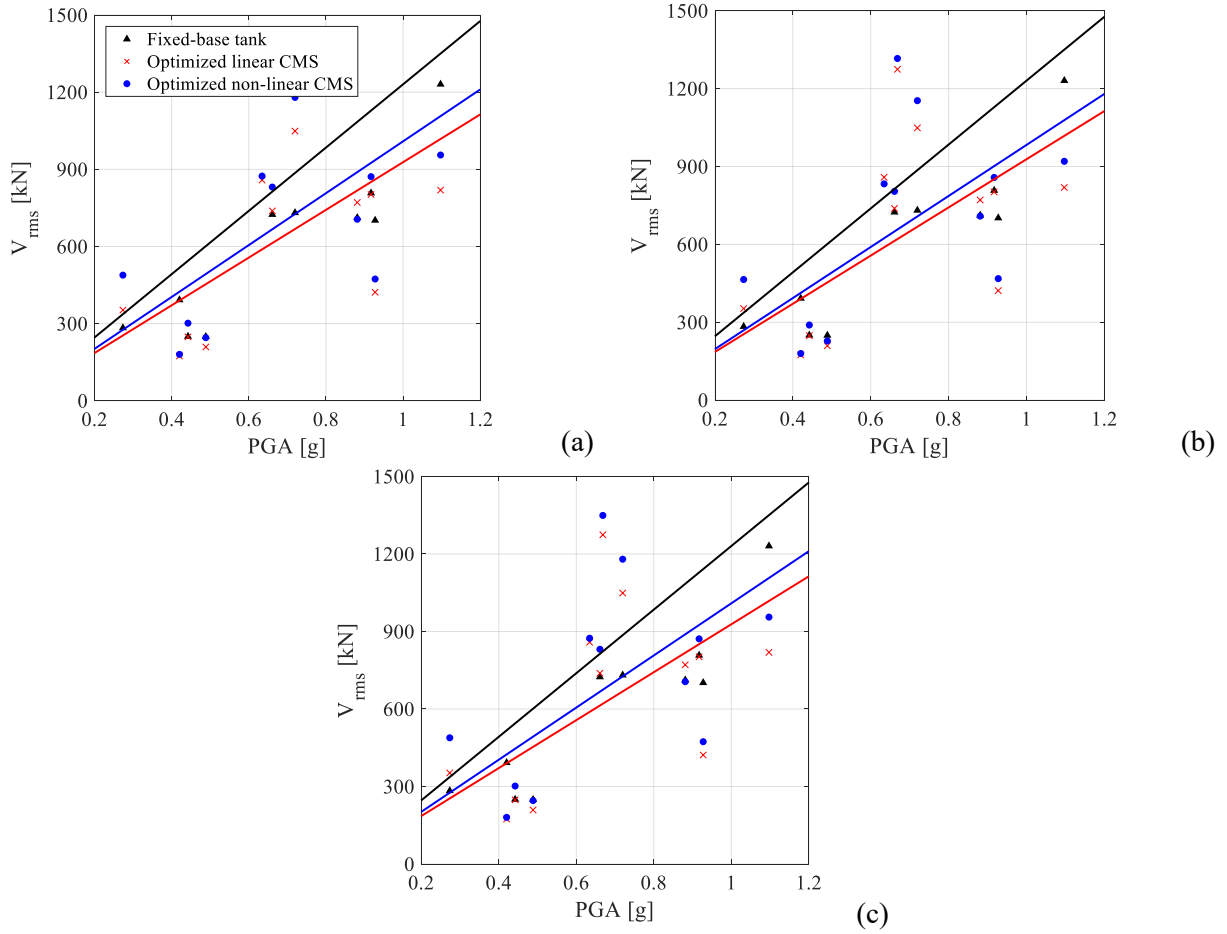 1500
1200
900
600
300
0
V_rms [kN]
Fixed-base tank
Optimized linear CMS
Optimized non-linear CMS
0.2 0.4 0.6 0.8 1 1.2
PGA [g]
(a)
1500
1200
900
600
300
0
V_rms [kN]
0.2 0.4 0.6 0.8 1 1.2
PGA [g]
(b)
1500
1200
900
600
300
0
V_rms [kN]
0.2 0.4 0.6 0.8 1 1.2
PGA [g]
(c)